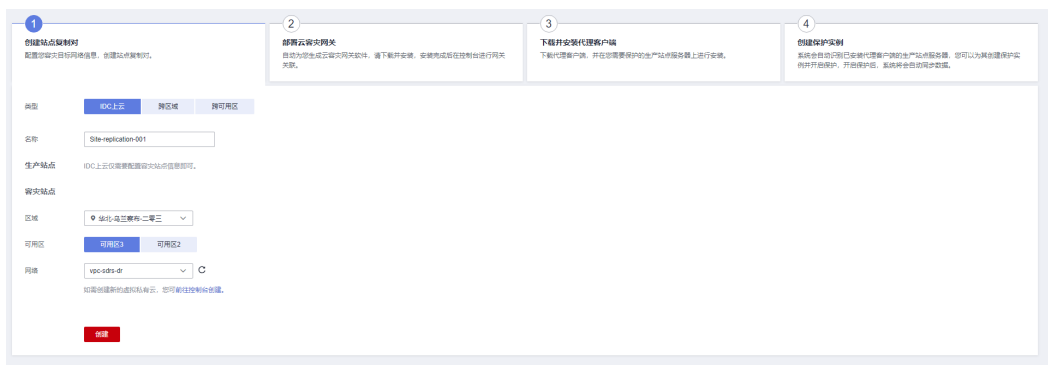 1
创建站点复制对
配置您容灾目标网络信息，创建站点复制对。
2
部署云容灾网关
自动为您生成云容灾网关软件，请下载并安装，安装完成后在控制台进行网关
关联。
3
下载并安装代理客户端
下载代理客户端，并在您需要保护的生产站点服务器上进行安装。
4
创建保护实例
系统会自动识别已安装代理客户端的生产站点服务器，您可以为其创建保护实
例并开启保护，开启保护后，系统将会自动同步数据。
类型 IDC上云 跨区域 跨可用区
名称 Site-replication-001
生产站点 IDC上云仅需要配置容灾站点信息即可。
容灾站点
区域 华北-乌兰察布-二零三
可用区 可用区3 可用区2
网络 vpc-sdrs-dr
如需创建新的虚拟私有云，您可前往控制台创建。
创建